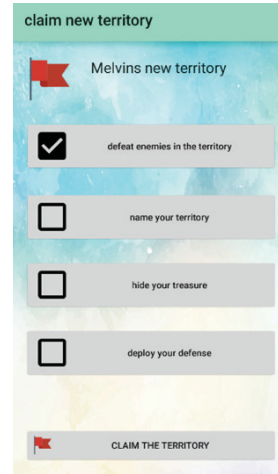 claim new territory
Melvins new territory
defeat enemies in the territory
name your territory
hide your treasure
deploy your defense
CLAIM THE TERRITORY